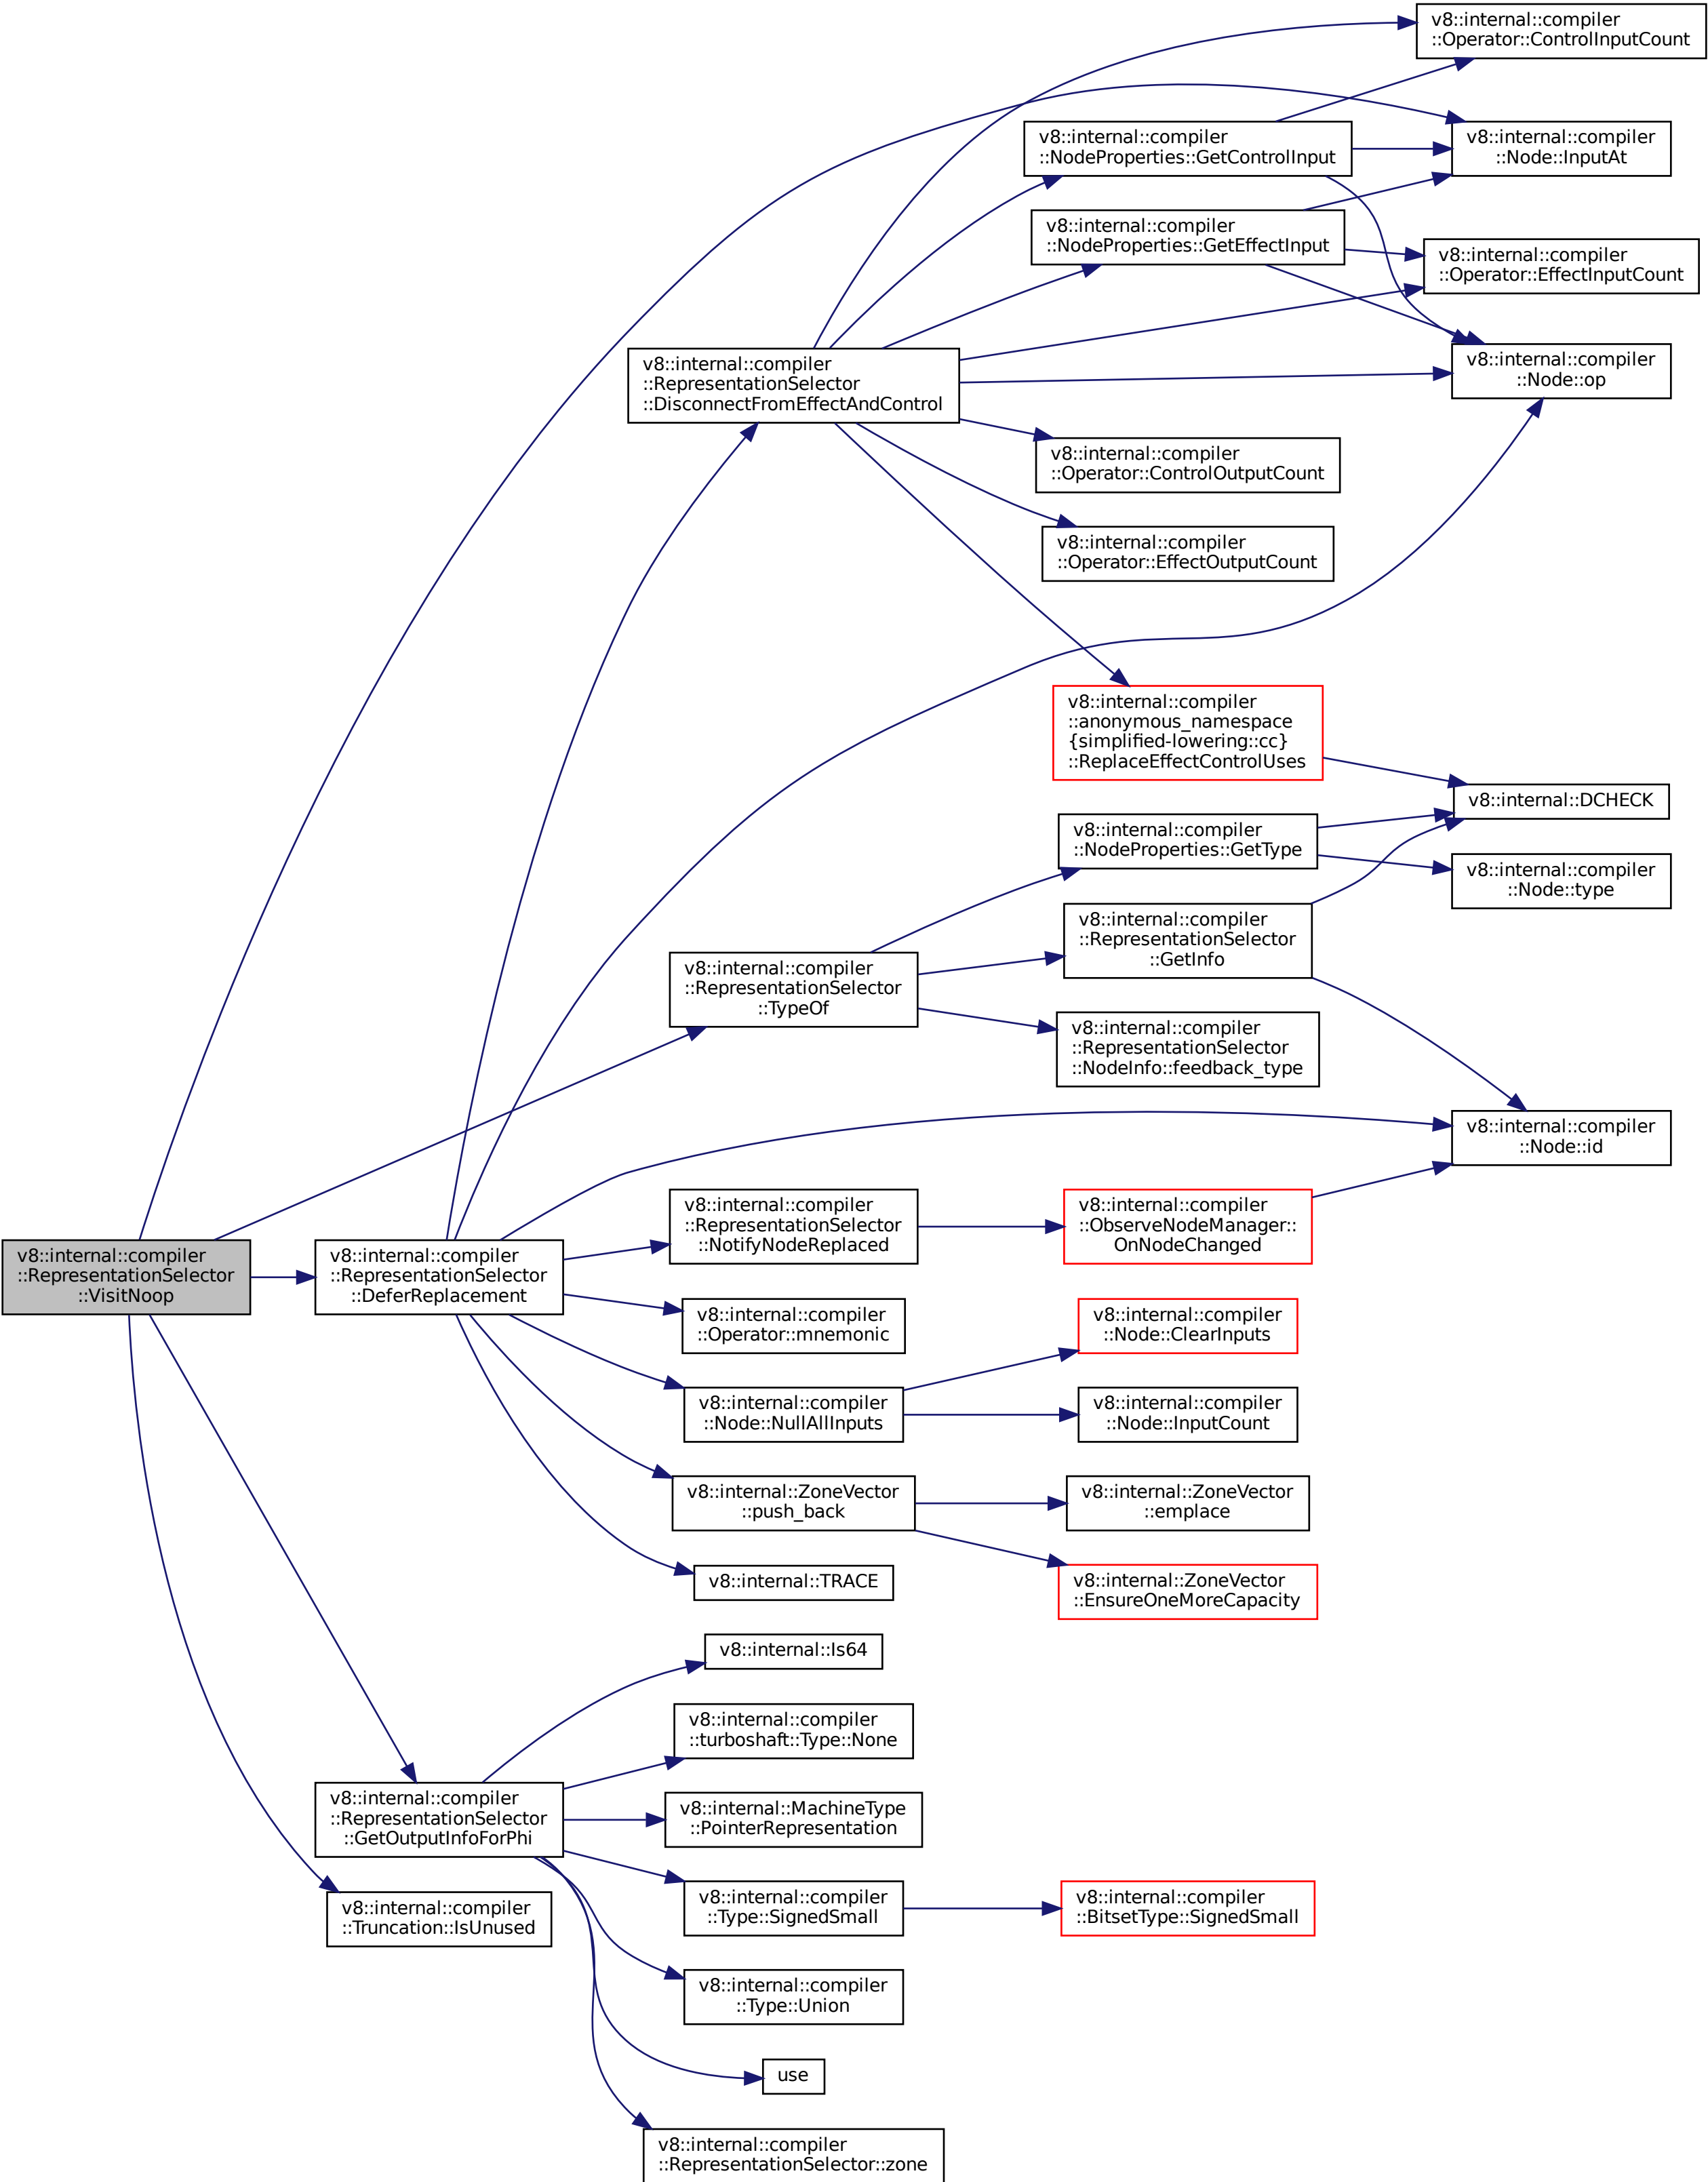 v8::internal::compiler
::Operator::ControlInputCount
v8::internal::compiler
::NodeProperties::GetControlInput
v8::internal::compiler
::Node::InputAt
v8::internal::compiler
::NodeProperties::GetEffectInput
v8::internal::compiler
::Operator::EffectInputCount
v8::internal::compiler
::RepresentationSelector
::DisconnectFromEffectAndControl
v8::internal::compiler
::Node::op
v8::internal::compiler
::Operator::ControlOutputCount
v8::internal::compiler
::Operator::EffectOutputCount
v8::internal::compiler
::anonymous_namespace
{simplified-lowering::cc}
::ReplaceEffectControlUses
v8::internal::DCHECK
v8::internal::compiler
::NodeProperties::GetType
v8::internal::compiler
::Node::type
v8::internal::compiler
::RepresentationSelector
::GetInfo
v8::internal::compiler
::RepresentationSelector
::TypeOf
v8::internal::compiler
::RepresentationSelector
::NodeInfo::feedback_type
v8::internal::compiler
::Node::id
v8::internal::compiler
::RepresentationSelector
::NotifyNodeReplaced
v8::internal::compiler
::ObserveNodeManager::
OnNodeChanged
v8::internal::compiler
::RepresentationSelector
::VisitNoop
v8::internal::compiler
::RepresentationSelector
::DeferReplacement
v8::internal::compiler
::Operator::mnemonic
v8::internal::compiler
::Node::ClearInputs
v8::internal::compiler
::Node::NullAllInputs
v8::internal::compiler
::Node::InputCount
v8::internal::ZoneVector
::push_back
v8::internal::ZoneVector
::emplace
v8::internal::TRACE
v8::internal::ZoneVector
::EnsureOneMoreCapacity
v8::internal::Is64
v8::internal::compiler
::turboshaft::Type::None
v8::internal::compiler
::RepresentationSelector
::GetOutputInfoForPhi
v8::internal::MachineType
::PointerRepresentation
v8::internal::compiler
::Type::SignedSmall
v8::internal::compiler
::BitsetType::SignedSmall
v8::internal::compiler
::Truncation::IsUnused
v8::internal::compiler
::Type::Union
use
v8::internal::compiler
::RepresentationSelector::zone